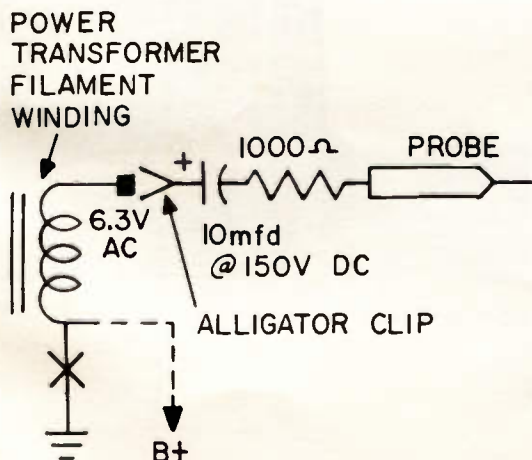 POWER
TRANSFORMER
FILAMENT
WINDING
6.3V
AC
+
1000Ω
10mfd
@150V DC
PROBE
ALLIGATOR CLIP
B+